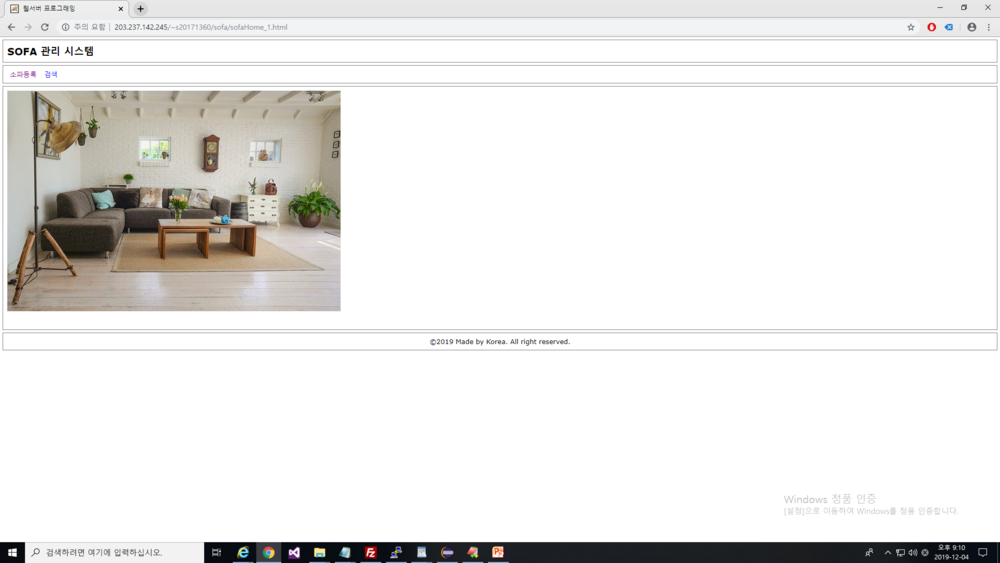 웹서버 프로그래밍
주의 요함 | 203.237.142.245/~s20171360/sofa/sofaHome_1.html
SOFA 관리 시스템
소파등록 검색
©2019 Made by Korea. All right reserved.
Windows 정품 인증
[설정]으로 이동하여 Windows를 정품 인증합니다.
검색하려면 여기에 입력하십시오.
오후 9:10
2019-12-04